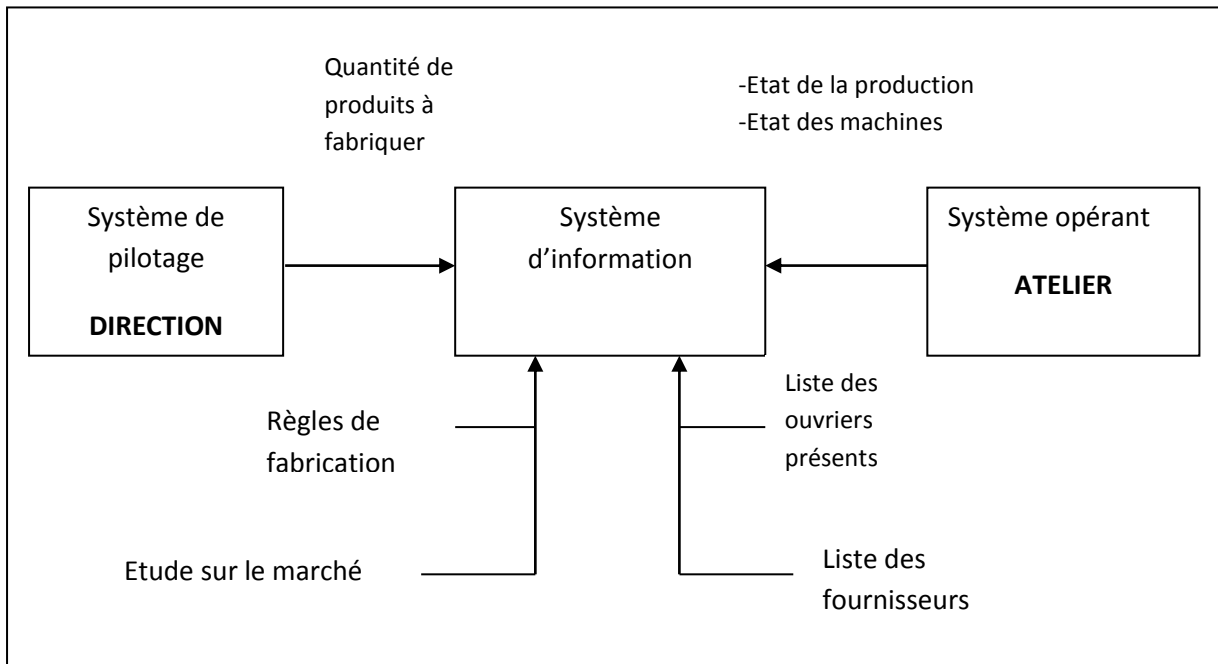 Quantité de
produits à
fabriquer
-Etat de la production
-Etat des machines
Système de
pilotage
DIRECTION
Système
d’information
Système opérant
ATELIER
Règles de
fabrication
Liste des
ouvriers
présents
Etude sur le marché
Liste des
fournisseurs